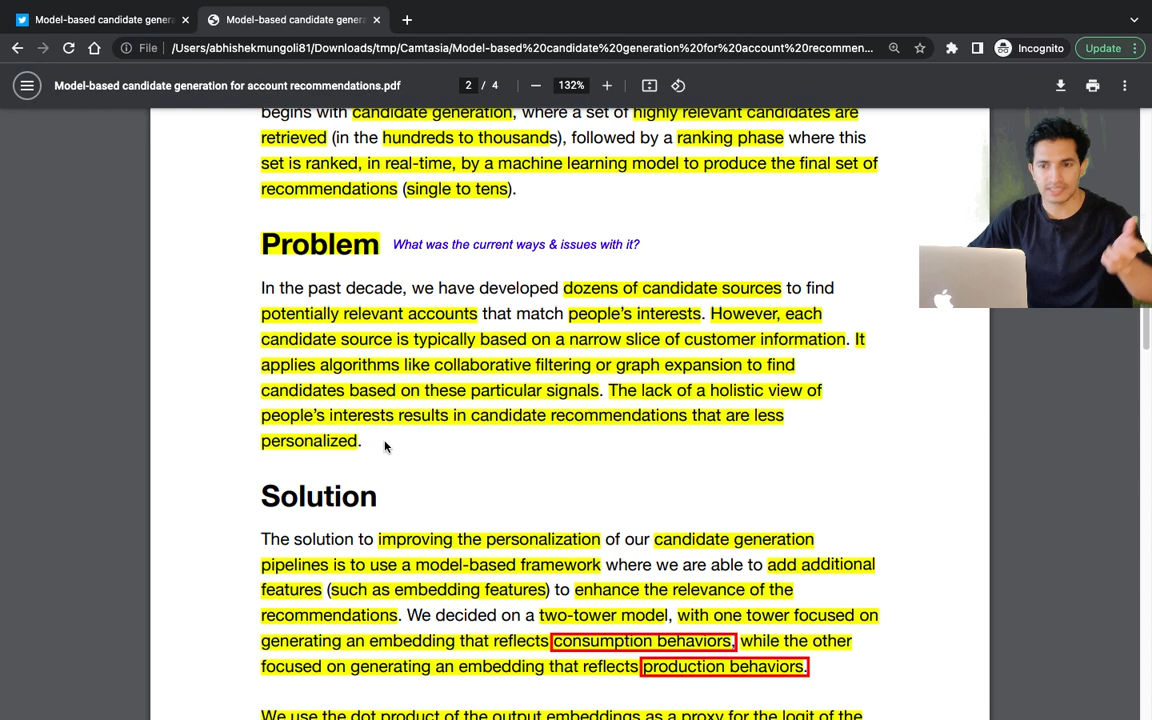 Model-based candidate genera
Model-based candidate genera
File
/Users/abhishekmungoli81/Downloads/tmp/Camtasia/Model-based%20candidate%20generation%20for%20account%20recommen...
Incognito
Update
Model-based candidate generation for account recommendations.pdf
2 / 4
132%
begins with candidate generation, where a set of highly relevant candidates are
retrieved (in the hundreds to thousands), followed by a ranking phase where this
set is ranked, in real-time, by a machine learning model to produce the final set of
recommendations (single to tens).
Problem What was the current ways & issues with it?
In the past decade, we have developed dozens of candidate sources to find
potentially relevant accounts that match people's interests. However, each
candidate source is typically based on a narrow slice of customer information. It
applies algorithms like collaborative filtering or graph expansion to find
candidates based on these particular signals. The lack of a holistic view of
people's interests results in candidate recommendations that are less
personalized.
Solution
The solution to improving the personalization of our candidate generation
pipelines is to use a model-based framework where we are able to add additional
features (such as embedding features) to enhance the relevance of the
recommendations. We decided on a two-tower model, with one tower focused on
generating an embedding that reflects consumption behaviors, while the other
focused on generating an embedding that reflects production behaviors.
We use the dot product of the output embeddings as a proxy for the logit of the